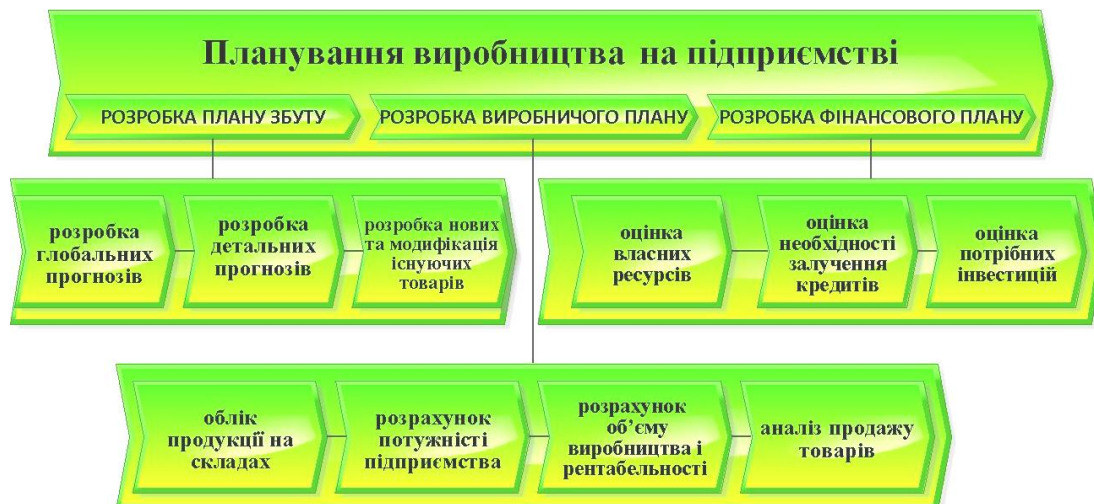 Планування виробництва на підприємстві
РОЗРОБКА ПЛАНУ ЗБУТУ
РОЗРОБКА ВИРОБНИЧОГО ПЛАНУ
РОЗРОБКА ФІНАНСОВОГО ПЛАНУ
розробка
глобальних
прогнозів
розробка
детальних
прогнозів
розробка нових
та модифікація
існуючих
товарів
оцінка
власних
ресурсів
оцінка
необхідності
залучення
кредитів
оцінка
потрібних
інвестицій
облік
продукції на
складах
розрахунок
потужності
підприємства
розрахунок
об’єму
виробництва і
рентабельності
аналіз продажу
товарів